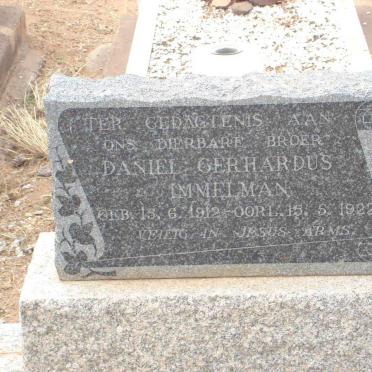 TER GEDAGTENIS AAN
ONS DIERBARE BROER
DANIEL GERHARDUS
IMMELMAN
GEB. 13. 6. 1912-OORL. 15. 5. 1922
VEILIG IN JESUS ARMS.